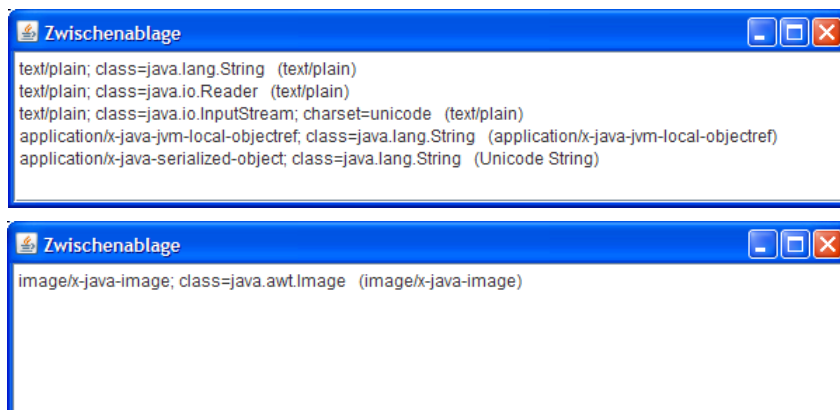 Zwischenablage
text/plain; class=java.lang.String (text/plain)
text/plain; class=java.io.Reader (text/plain)
text/plain; class=java.io.InputStream; charset=unicode (text/plain)
application/x-java-jvm-local-objectref; class=java.lang.String (application/x-java-jvm-local-objectref)
application/x-java-serialized-object; class=java.lang.String (Unicode String)
Zwischenablage
image/x-java-image; class=java.awt.Image (image/x-java-image)